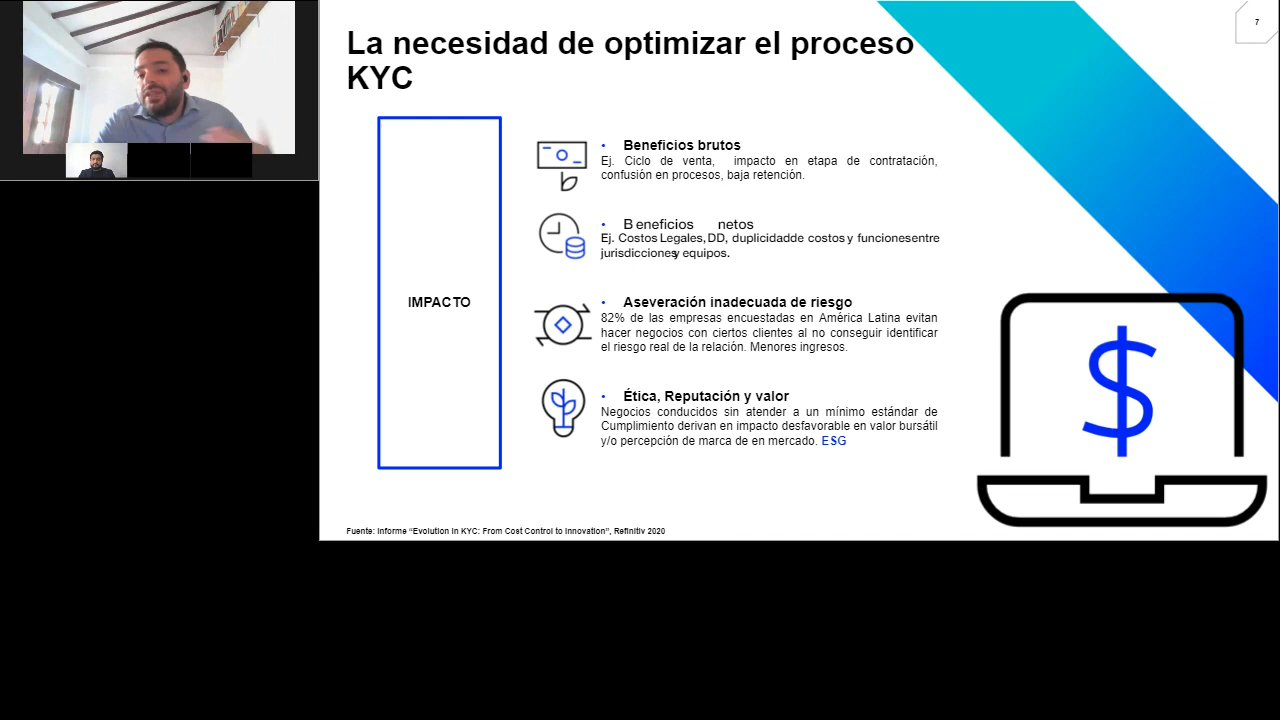 7
La necesidad de optimizar el proceso
KYC
IMPACTO
• Beneficios brutos
Ej. Ciclo de venta, impacto en etapa de contratación,
confusión en procesos, baja retención.
• B eneficios netos
Ej. Costos Legales, DD, duplicidadde costos y funcionesentre
jurisdiccionesy equipos.
• Aseveración inadecuada de riesgo
82% de las empresas encuestadas en América Latina evitan
hacer negocios con ciertos clientes al no conseguir identificar
el riesgo real de la relación. Menores ingresos.
• Ética, Reputación y valor
Negocios conducidos sin atender a un mínimo estándar de
Cumplimiento derivan en impacto desfavorable en valor bursátil
y/o percepción de marca de en mercado. ESG
$
Fuente: Informe “Evolution in KYC: From Cost Control to Innovation”, Refinitiv 2020